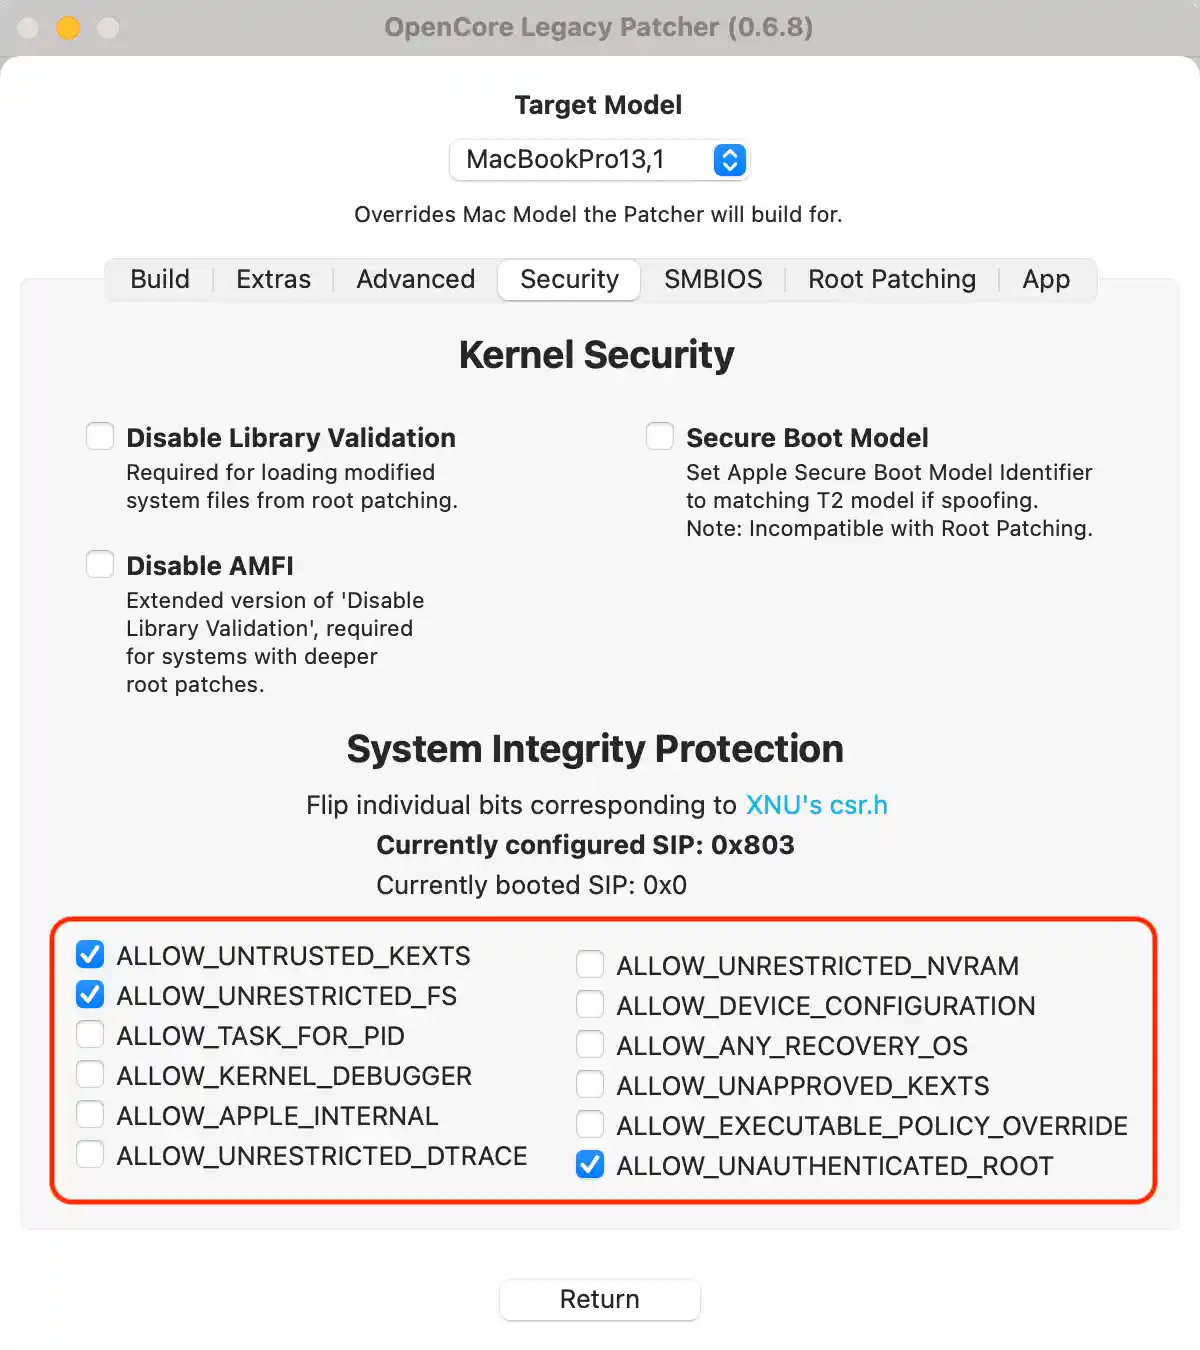 OpenCore Legacy Patcher (0.6.8)
Target Model
MacBookPro13,1
Overrides Mac Model the Patcher will build for.
Build
Extras
Advanced
Security
SMBIOS
Root Patching
App
Kernel Security
Disable Library Validation
Required for loading modified
system files from root patching.
Secure Boot Model
Set Apple Secure Boot Model Identifier
to matching T2 model if spoofing.
Note: Incompatible with Root Patching.
Disable AMFI
Extended version of 'Disable
Library Validation', required
for systems with deeper
root patches.
System Integrity Protection
Flip individual bits corresponding to XNU's csr.h
Currently configured SIP: 0x803
Currently booted SIP: 0x0
ALLOW_UNTRUSTED_KEXTS
ALLOW_UNRESTRICTED_FS
ALLOW_TASK_FOR_PID
ALLOW_KERNEL_DEBUGGER
ALLOW_APPLE_INTERNAL
ALLOW_UNRESTRICTED_DTRACE
ALLOW_UNRESTRICTED_NVRAM
ALLOW_DEVICE_CONFIGURATION
ALLOW_ANY_RECOVERY_OS
ALLOW_UNAPPROVED_KEXTS
ALLOW_EXECUTABLE_POLICY_OVERRIDE
ALLOW_UNAUTHENTICATED_ROOT
Return